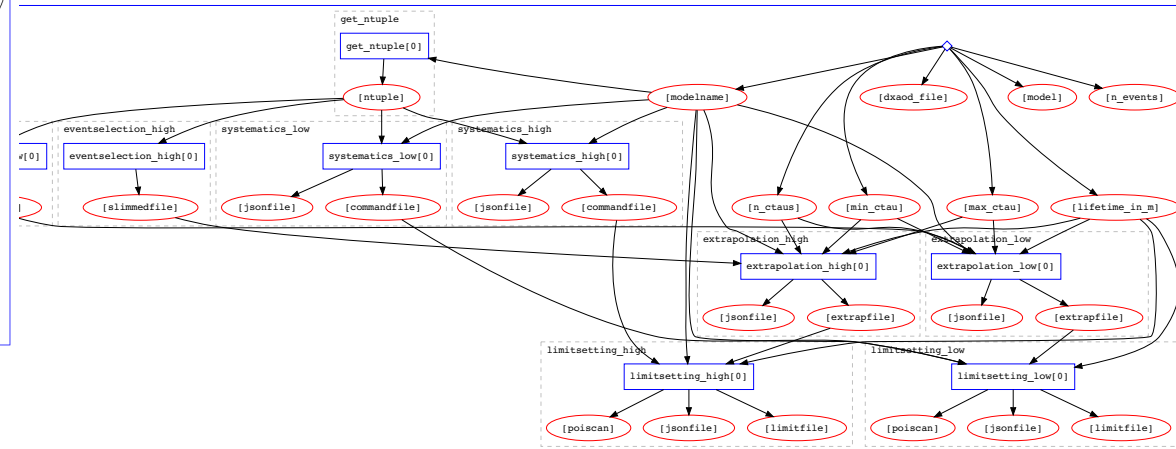 get_ntuple
get_ntuple[0]
[ntuple]
[modelname]
[dxaod_file]
[model]
[n_events]
eventselection_high
systematics_low
systematics_high
w[0]
eventselection_high[0]
systematics_low[0]
systematics_high[0]
]
[slimmedfile]
[jsonfile]
[commandfile]
[jsonfile]
[commandfile]
[n_ctaus]
[min_ctau]
[max_ctau]
[lifetime_in_m]
extrapolation_high
extrapolation_low
extrapolation_high[0]
extrapolation_low[0]
[jsonfile]
[extrapfile]
[jsonfile]
[extrapfile]
limitsetting_high
limitsetting_low
limitsetting_high[0]
limitsetting_low[0]
[poiscan]
[jsonfile]
[limitfile]
[poiscan]
[jsonfile]
[limitfile]